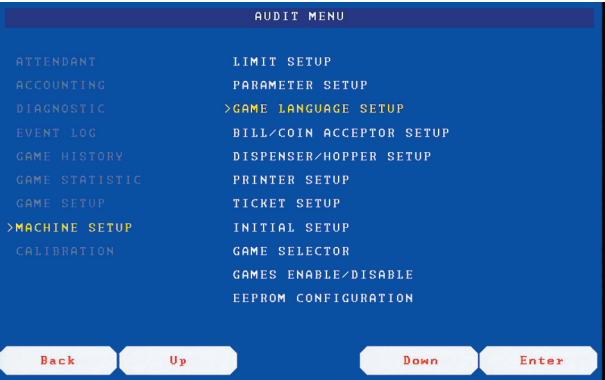 AUDIT MENU
ATTENDANT
ACCOUNTING
DIAGNOSTIC
EVENT LOG
GAME HISTORY
GAME STATISTIC
GAME SETUP
>MACHINE SETUP
CALIBRATION
LIMIT SETUP
PARAMETER SETUP
>GAME LANGUAGE SETUP
BILL/COIN ACCEPTOR SETUP
DISPENSER/HOPPER SETUP
PRINTER SETUP
TICKET SETUP
INITIAL SETUP
GAME SELECTOR
GAMES ENABLE/DISABLE
EEPROM CONFIGURATION
Back Up Down Enter